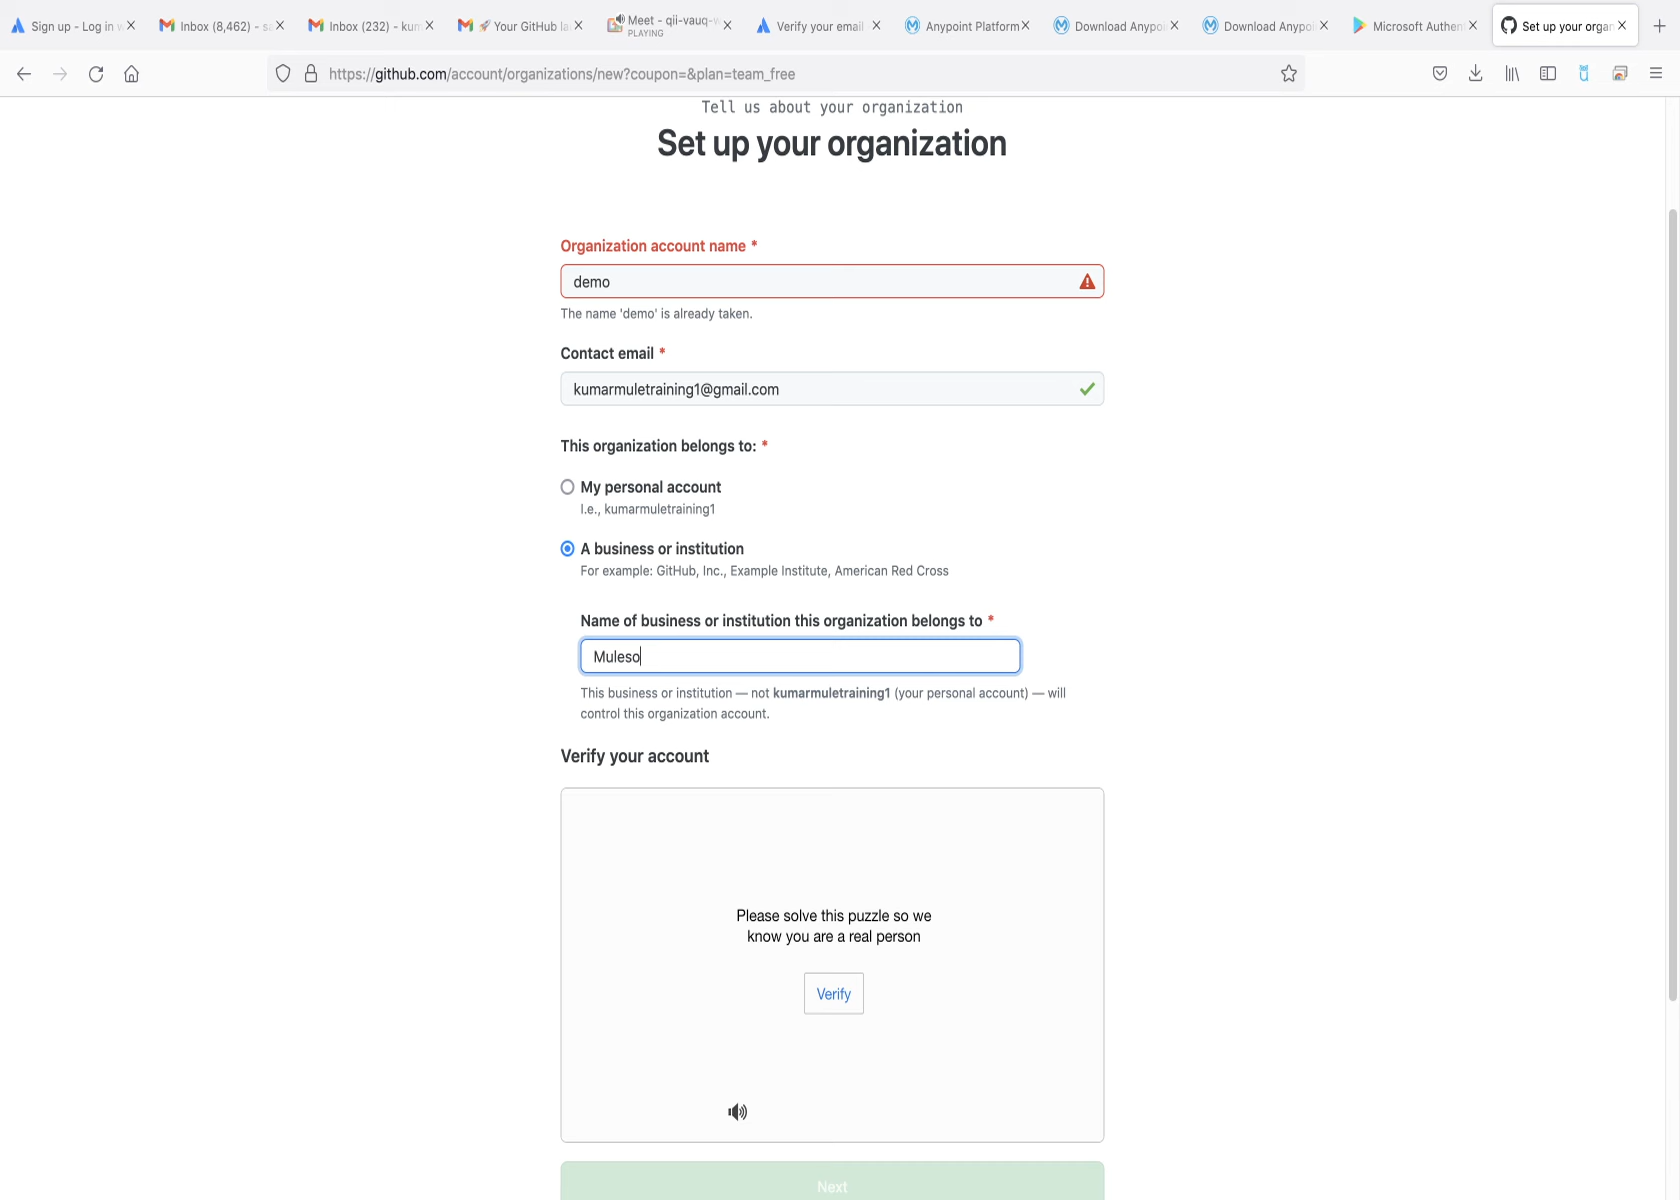 Sign up - Log in w
Inbox (8,462) - sa
Inbox (232) - kum
🚀 Your GitHub la
Meet - qii-vauq-w
PLAYING
Verify your email
Anypoint Platform
Download Anypoi
Download Anypoi
Microsoft Authent
Set up your organ
https://github.com/account/organizations/new?coupon=&plan=team_free
Tell us about your organization
Set up your organization
Organization account name *
demo
The name 'demo' is already taken.
Contact email *
kumarmuletraining1@gmail.com
This organization belongs to: *
My personal account
I.e., kumarmuletraining1
A business or institution
For example: GitHub, Inc., Example Institute, American Red Cross
Name of business or institution this organization belongs to *
Muleso
This business or institution — not kumarmuletraining1 (your personal account) — will
control this organization account.
Verify your account
Please solve this puzzle so we
know you are a real person
Verify
Next